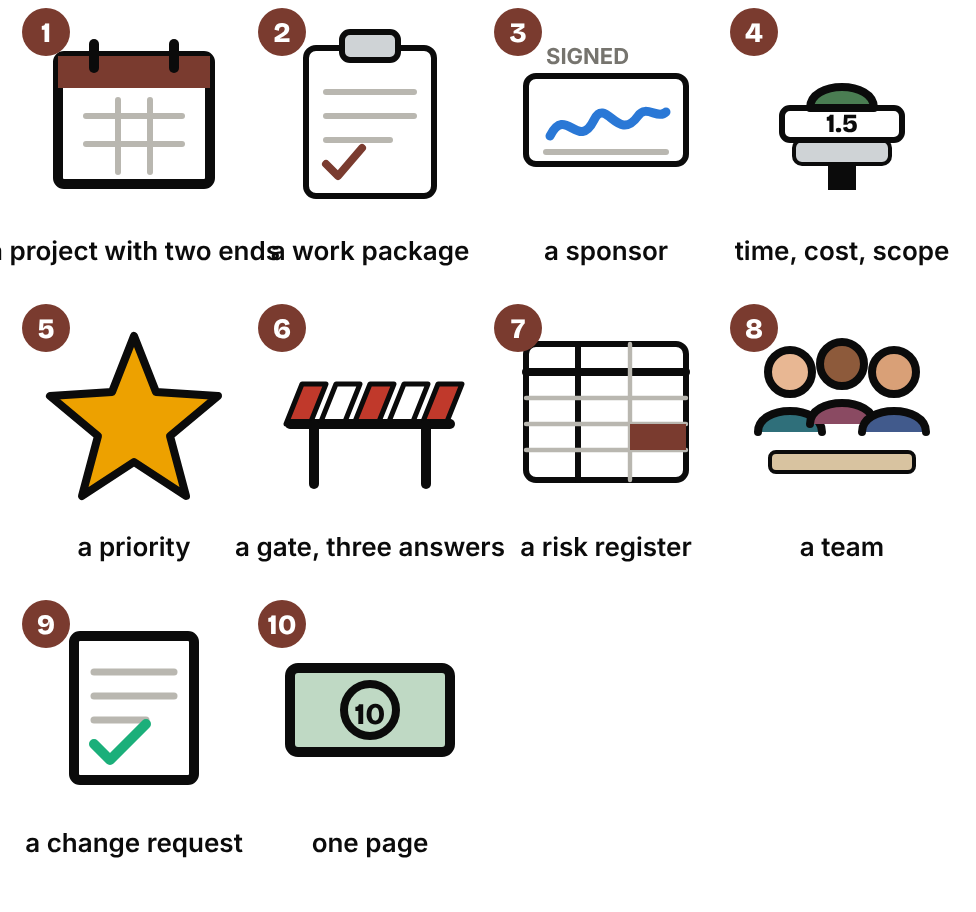 1
2
3
SIGNED
4
1.5
a project with two ends
a work package
a sponsor
time, cost, scope
5
6
7
8
a priority
a gate, three answers
a risk register
a team
9
10
10
a change request
one page